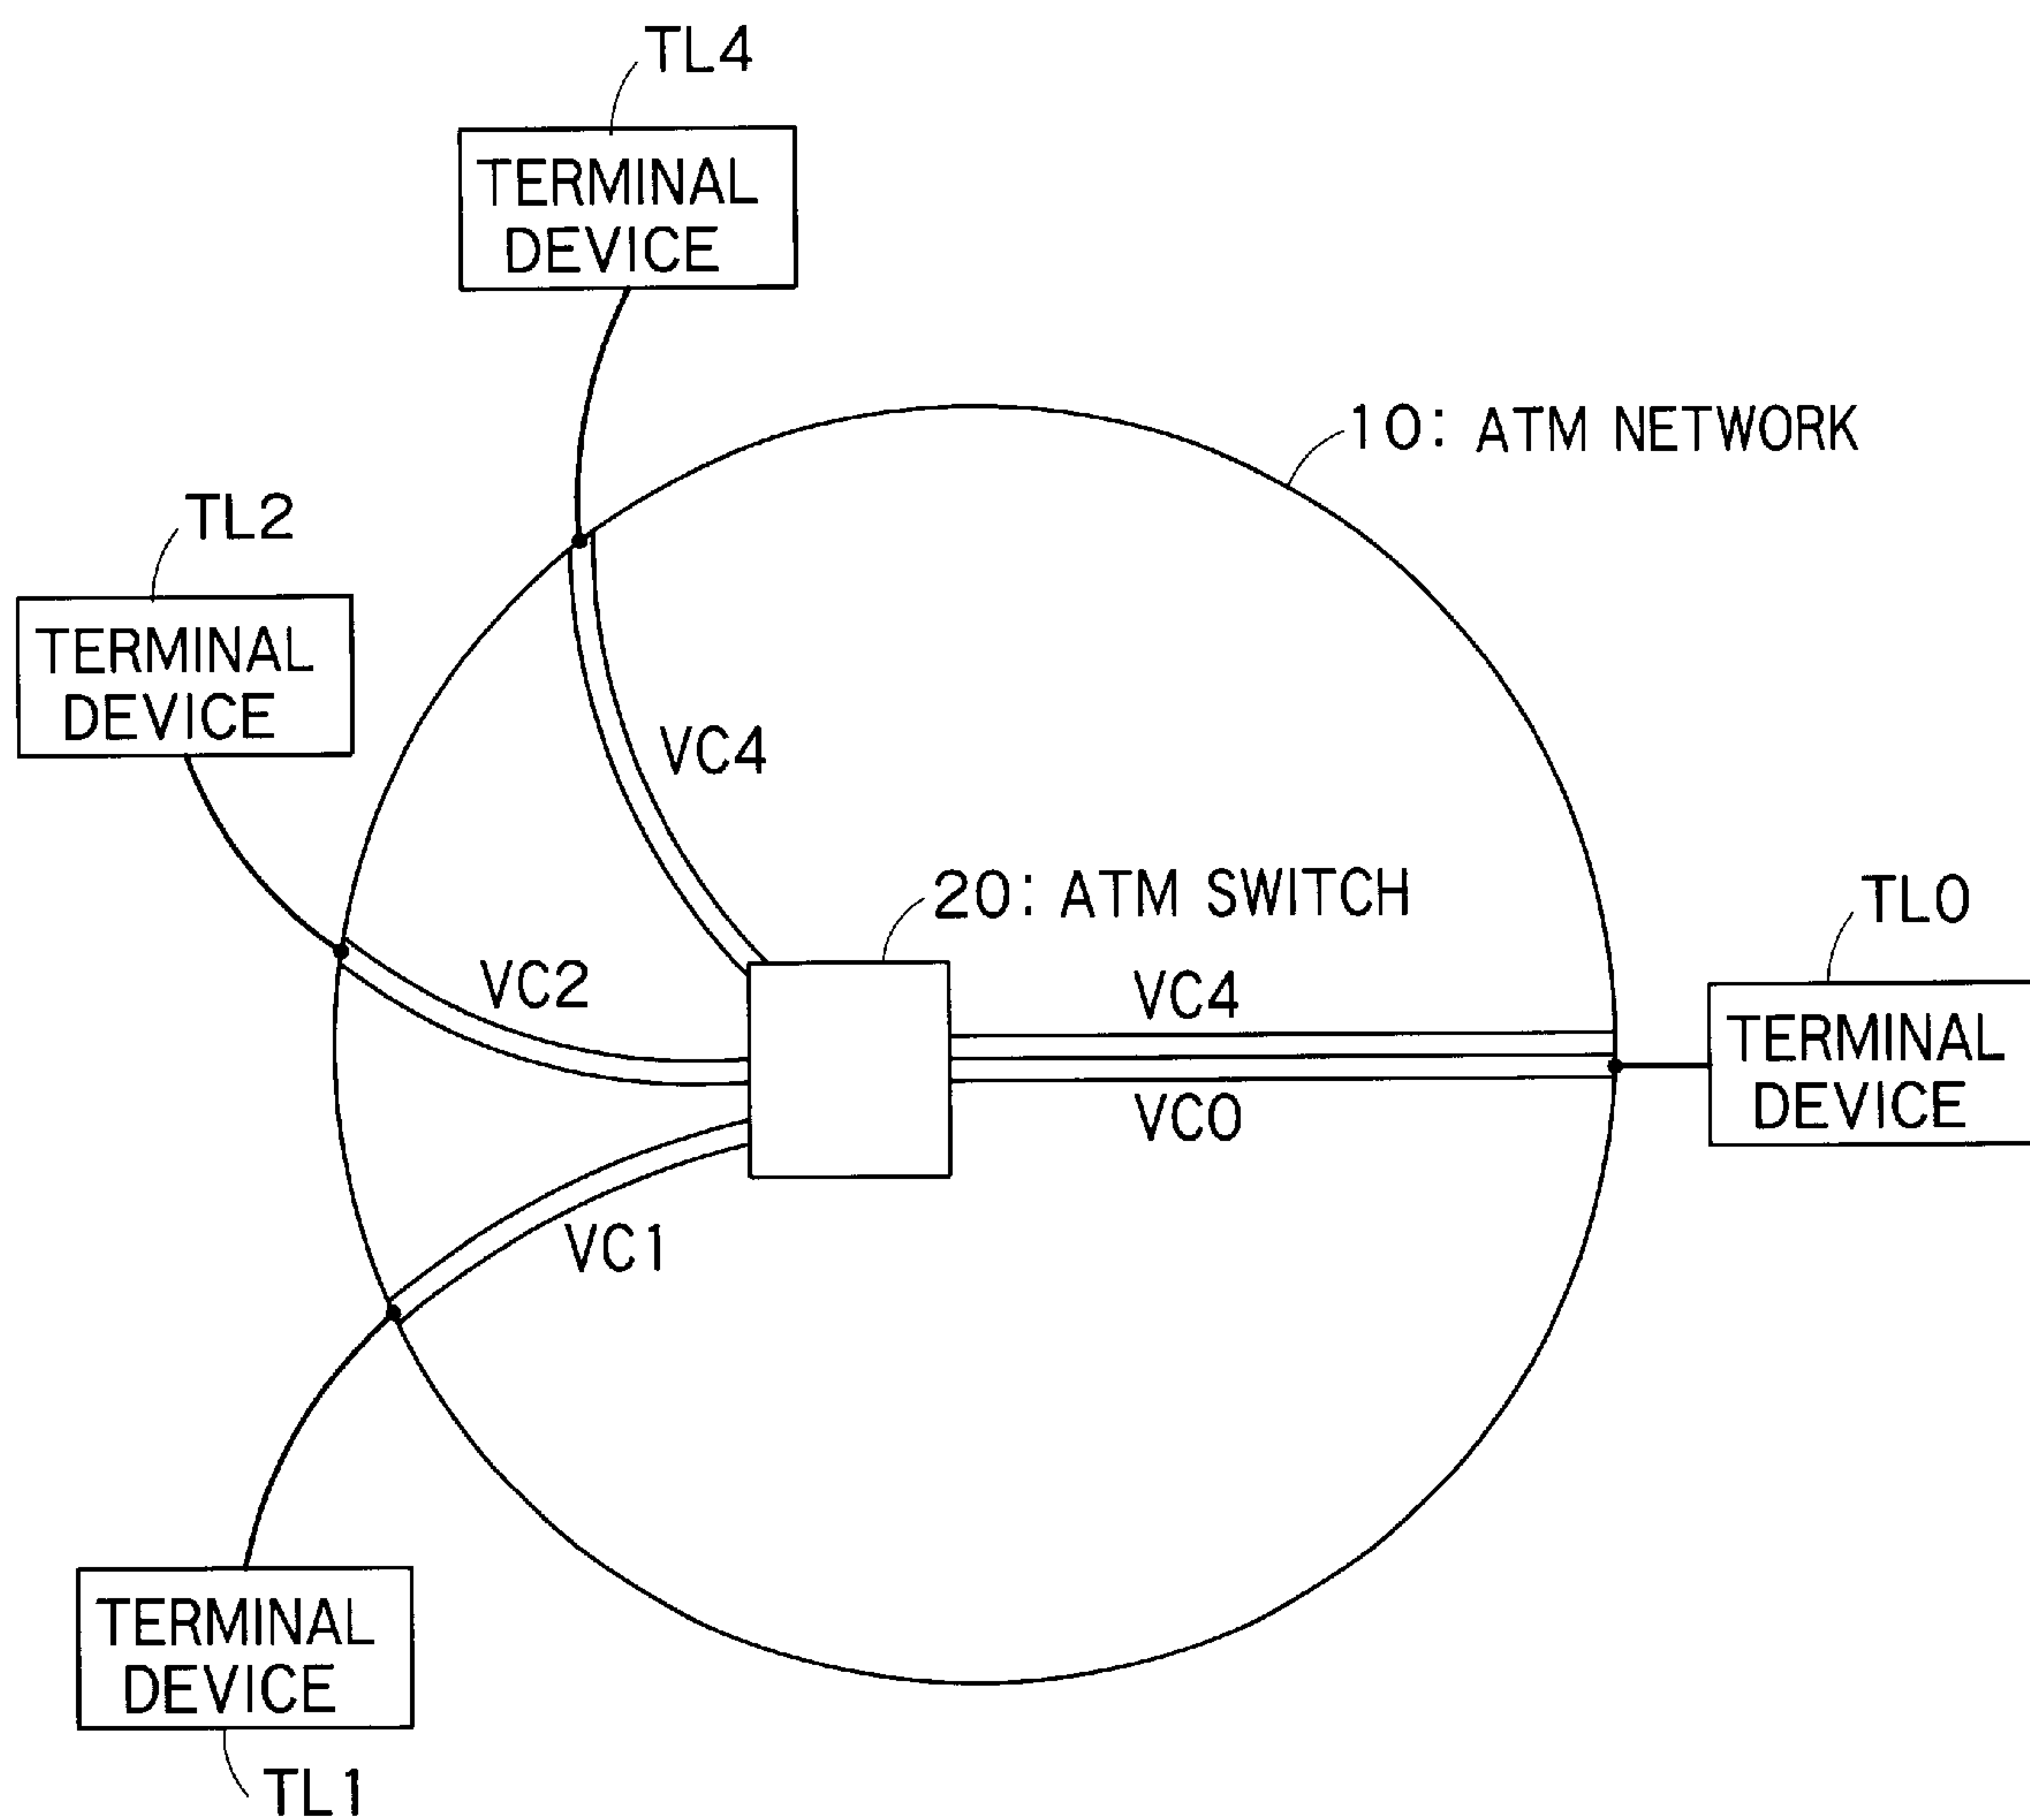 TL4
TERMINAL
DEVICE
10: ATM NETWORK
TL2
TERMINAL
DEVICE
VC4
20: ATM SWITCH
TL0
VC2
VC4
TERMINAL
DEVICE
VC0
VC1
TERMINAL
DEVICE
TL1